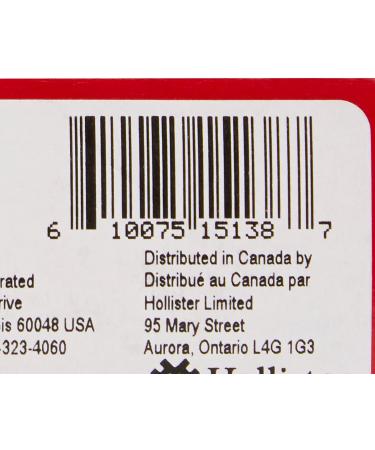 6 10075 15138 7
Distributed in Canada by
Distribué au Canada par
Hollister Limited
95 Mary Street
Aurora, Ontario L4G 1G3
rated
rive
is 60048 USA
-323-4060